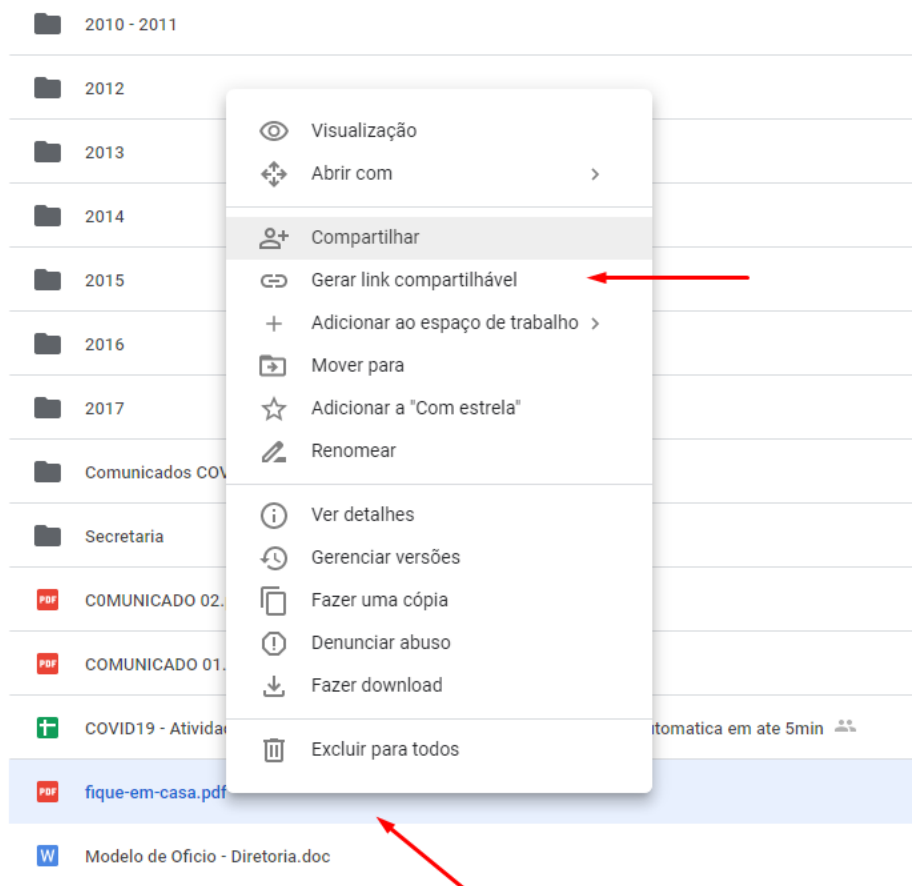 2010 - 2011
2012
2013
2014
2015
2016
2017
Comunicados COV
Secretaria
PDF C0MUNICADO 02.
PDF COMUNICADO 01.
COVID19 - Ativida
tomatica em ate 5min
PDF fique-em-casa.pdf
W Modelo de Oficio - Diretoria.doc
Visualização
Abrir com
Compartilhar
Gerar link compartilhável
Adicionar ao espaço de trabalho
Mover para
Adicionar a "Com estrela"
Renomear
Ver detalhes
Gerenciar versões
Fazer uma cópia
Denunciar abuso
Fazer download
Excluir para todos